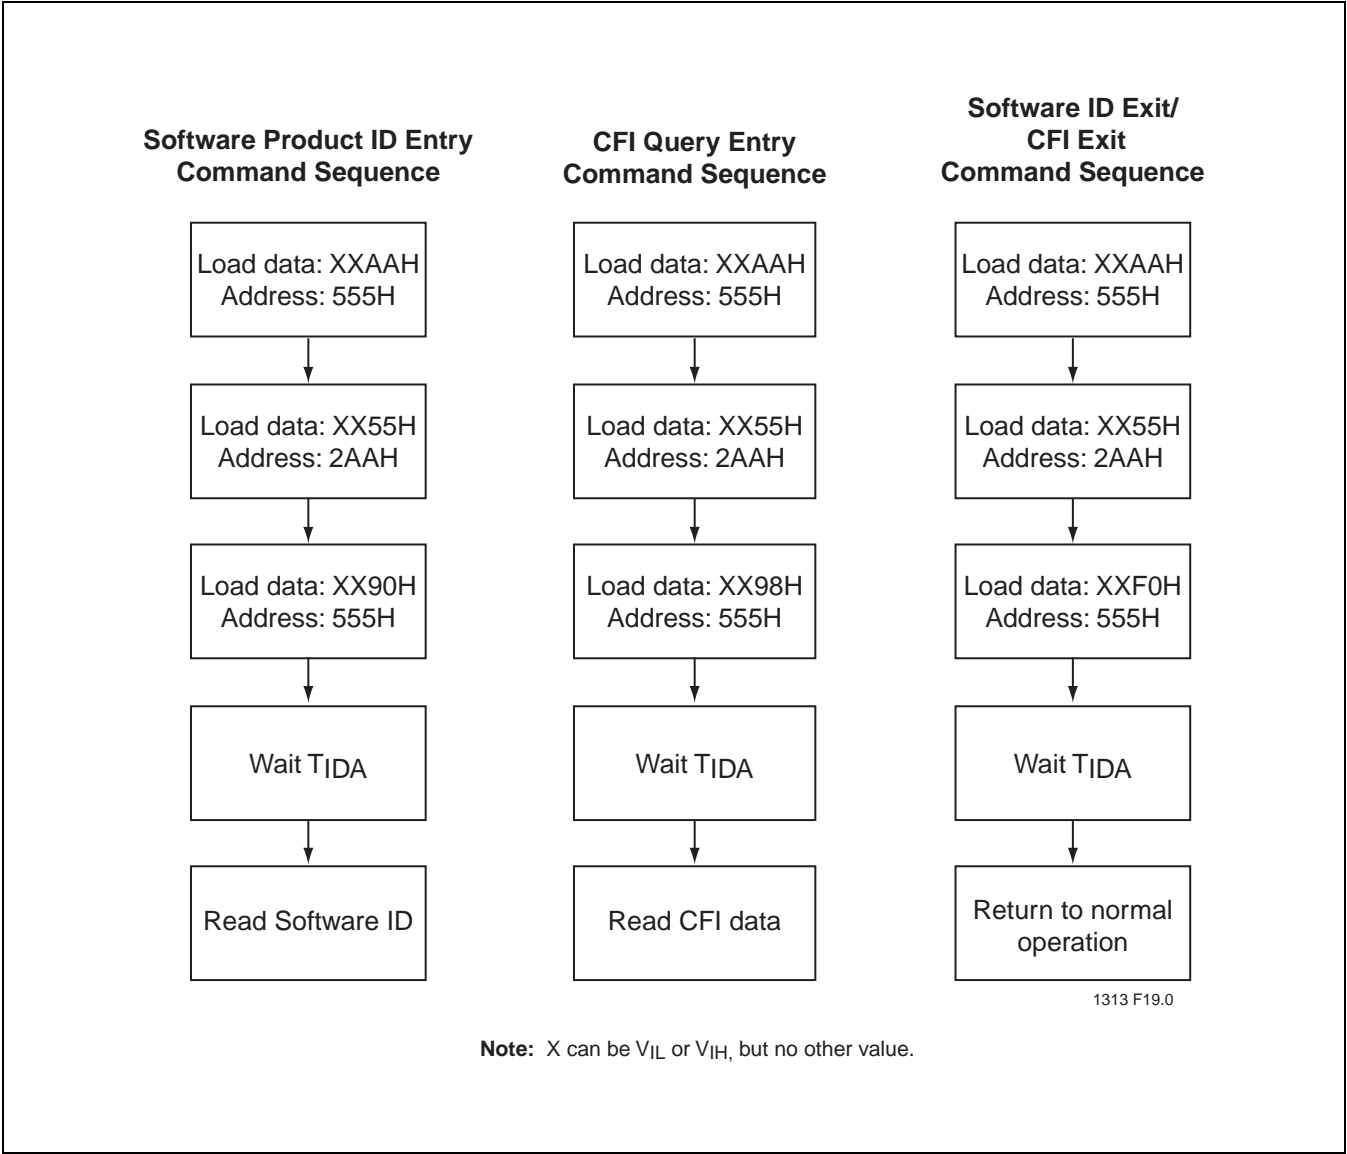 Software Product ID Entry
Command Sequence
Load data: XXAAH
Address: 555H
Load data: XX55H
Address: 2AAH
Load data: XX90H
Address: 555H
Wait TIDA
Read Software ID
CFI Query Entry
Command Sequence
Load data: XXAAH
Address: 555H
Load data: XX55H
Address: 2AAH
Load data: XX98H
Address: 555H
Wait TIDA
Read CFI data
Software ID Exit/
CFI Exit
Command Sequence
Load data: XXAAH
Address: 555H
Load data: XX55H
Address: 2AAH
Load data: XXF0H
Address: 555H
Wait TIDA
Return to normal
operation
1313 F19.0
Note: X can be VIL or VIH, but no other value.